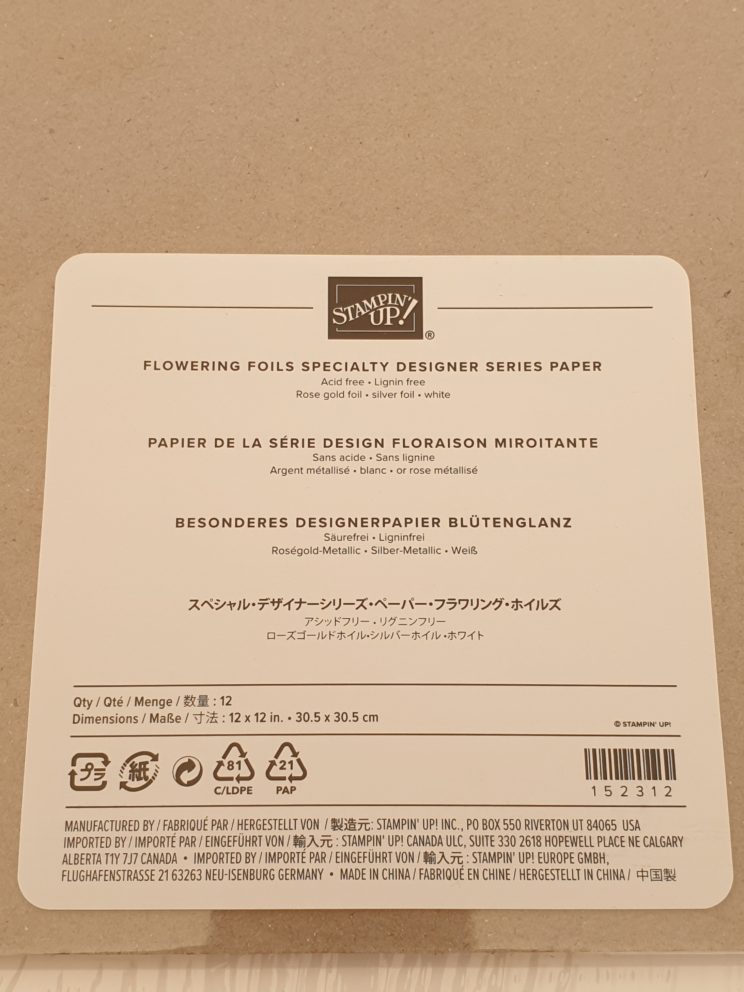 STAMPIN' UP!®
FLOWERING FOILS SPECIALTY DESIGNER SERIES PAPER
Acid free • Lignin free
Rose gold foil • silver foil • white
PAPIER DE LA SÉRIE DESIGN FLORAISON MIROITANTE
Sans acide • Sans lignine
Argent métallisé • blanc • or rose métallisé
BESONDERES DESIGNERPAPIER BLÜTENGLANZ
Säurefrei • Ligninfrei
Roségold-Metallic • Silber-Metallic • Weiß
スペシャル・デザイナーシリーズ・ペーパー・フラワリング・ホイルズ
アシッドフリー・リグニンフリー
ローズゴールドホイル・シルバーホイル・ホワイト
Qty / Qté / Menge / 数量 : 12
Dimensions / Maße / 寸法 : 12 x 12 in. • 30.5 x 30.5 cm
© STAMPIN' UP!
プラ
紙
81
C/LDPE
21
PAP
152312
MANUFACTURED BY / FABRIQUÉ PAR / HERGESTELLT VON / 製造元: STAMPIN' UP! INC., PO BOX 550 RIVERTON UT 84065 USA
IMPORTED BY / IMPORTÉ PAR / EINGEFÜHRT VON / 輸入元 : STAMPIN' UP! CANADA ULC, SUITE 330 2618 HOPEWELL PLACE NE CALGARY
ALBERTA T1Y 7J7 CANADA • IMPORTED BY / IMPORTÉ PAR / EINGEFÜHRT VON / 輸入元 : STAMPIN' UP! EUROPE GMBH,
FLUGHAFENSTRASSE 21 63263 NEU-ISENBURG GERMANY • MADE IN CHINA / FABRIQUÉ EN CHINE / HERGESTELLT IN CHINA / 中国製